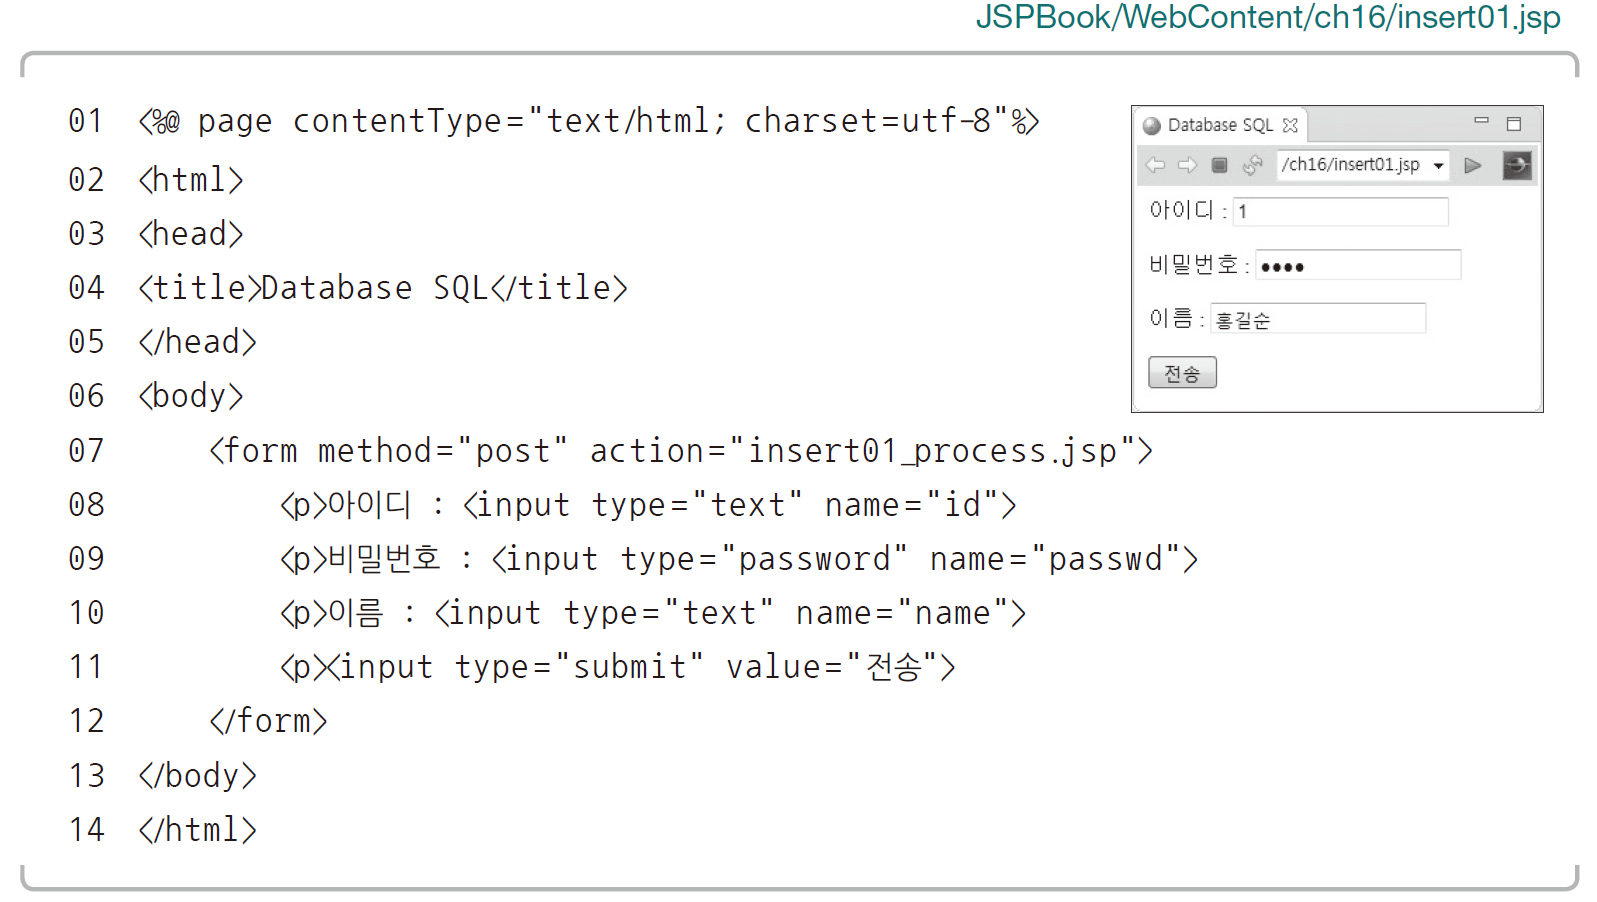 JSPBook/WebContent/ch16/insert01.jsp
01 <%@ page contentType="text/html; charset=utf-8"%>
02 <html>
03 <head>
04 <title>Database SQL</title>
05 </head>
06 <body>
07 <form method="post" action="insert01_process.jsp">
08 <p>아이디 : <input type="text" name="id">
09 <p>비밀번호 : <input type="password" name="passwd">
10 <p>이름 : <input type="text" name="name">
11 <p><input type="submit" value="전송">
12 </form>
13 </body>
14 </html>
Database SQL
/ch16/insert01.jsp
아이디 : 1
비밀번호 : ●●●●
이름 : 홍길순
전송